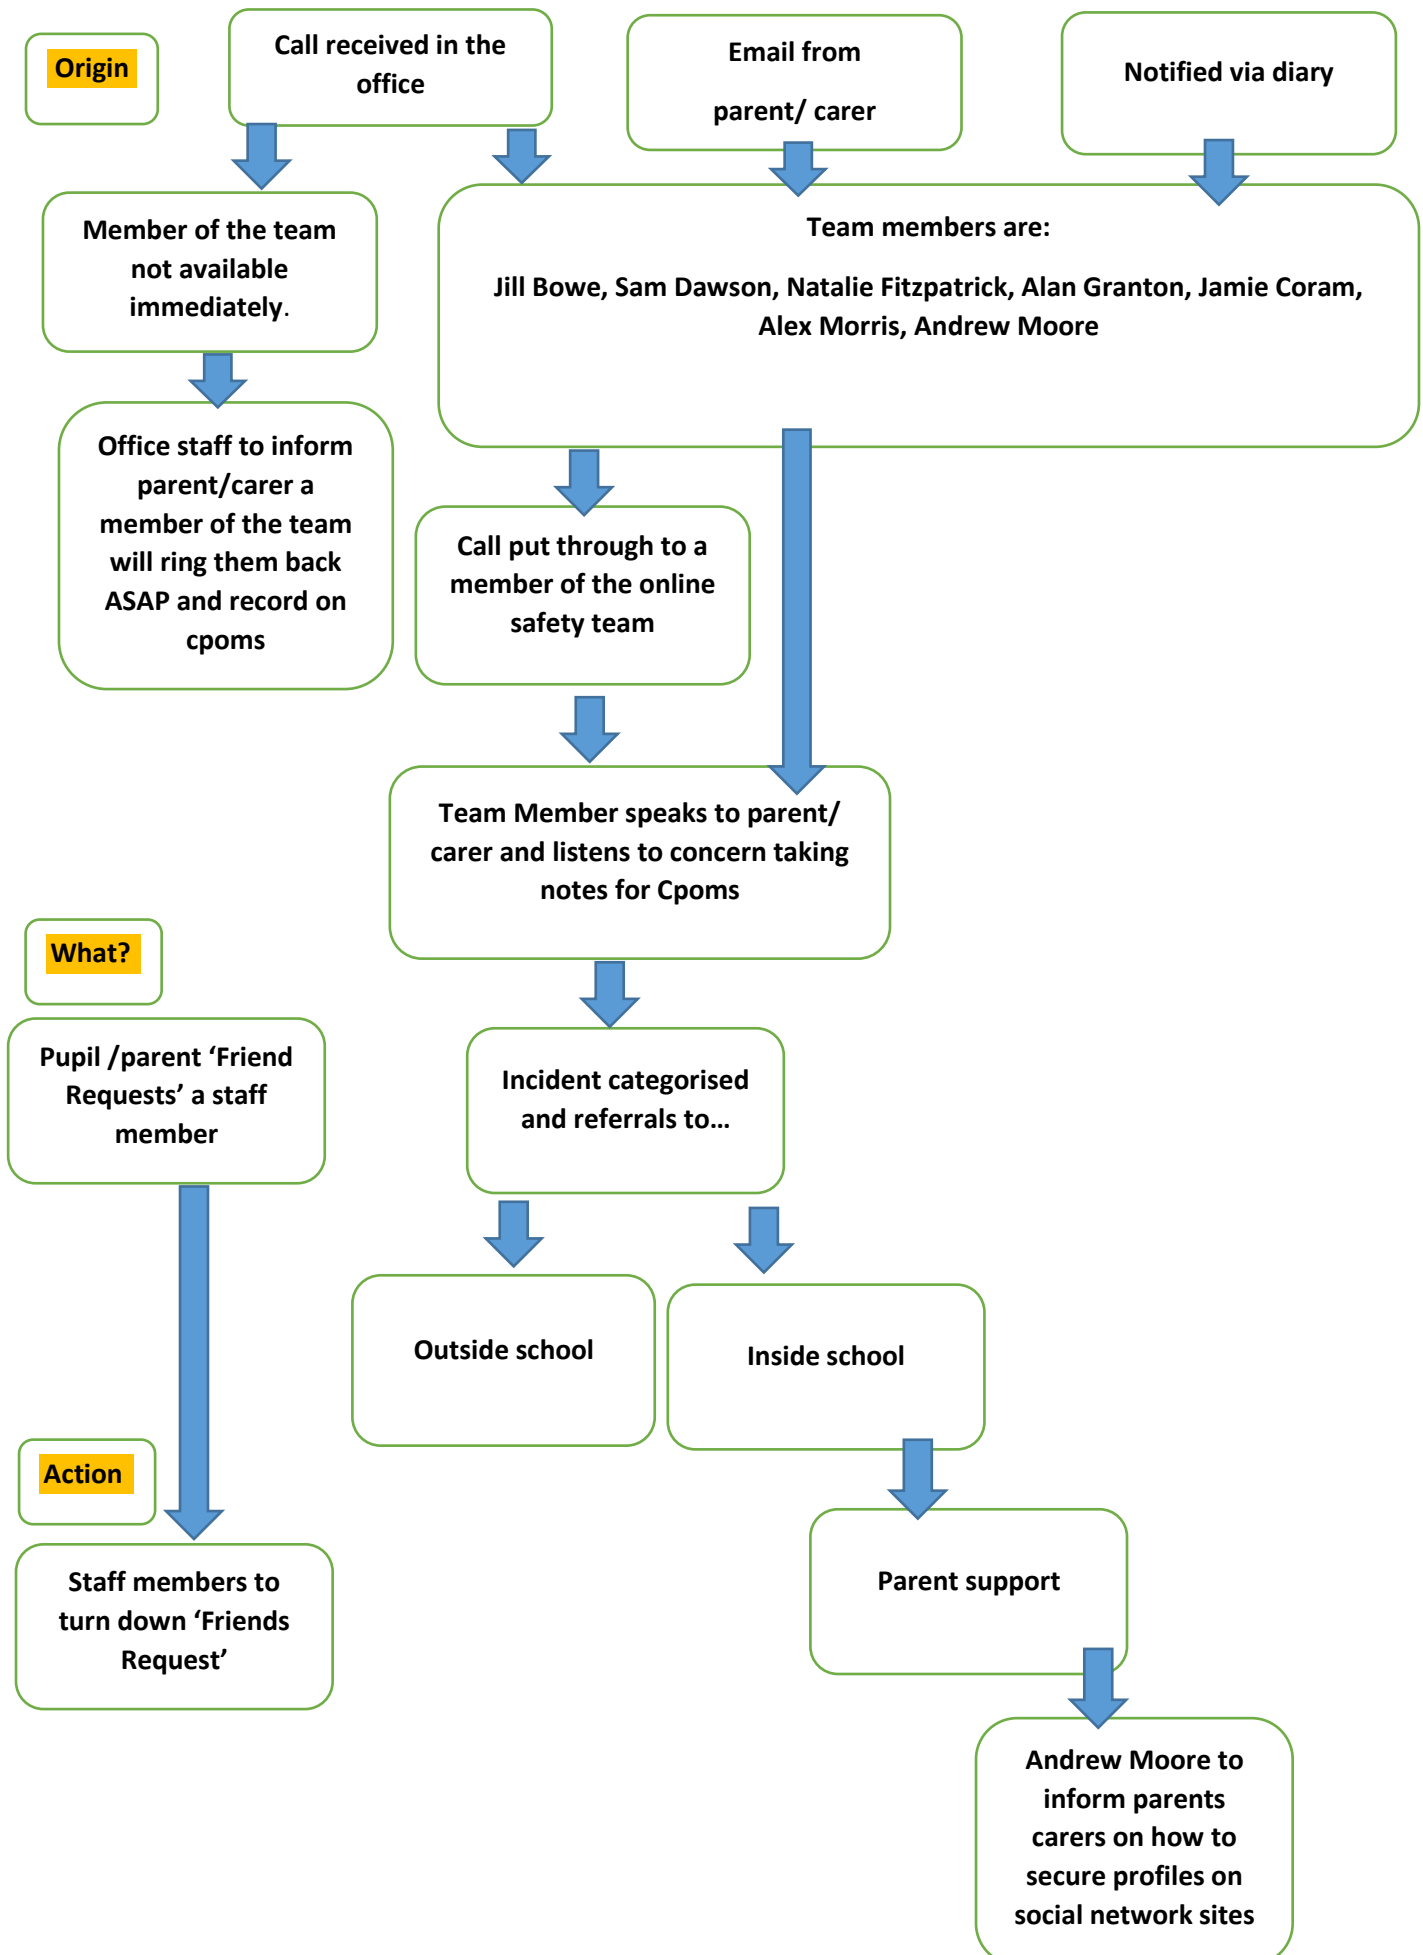 Origin
Call received in the
office
Email from
parent/ carer
Notified via diary
Member of the team
not available
immediately.
Team members are:
Jill Bowe, Sam Dawson, Natalie Fitzpatrick, Alan Granton, Jamie Coram,
Alex Morris, Andrew Moore
Office staff to inform
parent/carer a
member of the team
will ring them back
ASAP and record on
cpoms
Call put through to a
member of the online
safety team
Team Member speaks to parent/
carer and listens to concern taking
notes for Cpoms
What?
Pupil /parent ‘Friend
Requests’ a staff
member
Incident categorised
and referrals to…
Outside school
Inside school
Action
Staff members to
turn down ‘Friends
Request’
Parent support
Andrew Moore to
inform parents
carers on how to
secure profiles on
social network sites